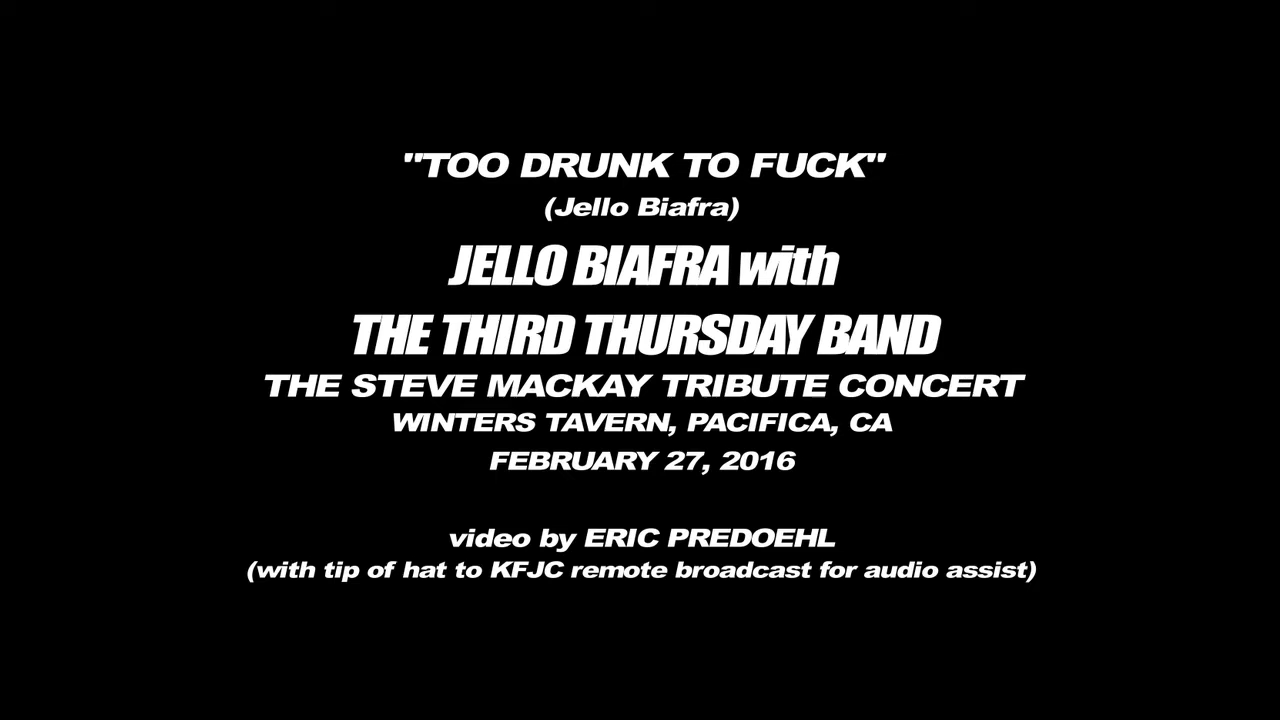 "TOO DRUNK TO FUCK"
(Jello Biafra)
JELLO BIAFRA with
THE THIRD THURSDAY BAND
THE STEVE MACKAY TRIBUTE CONCERT
WINTERS TAVERN, PACIFICA, CA
FEBRUARY 27, 2016
video by ERIC PREDOEHL
(with tip of hat to KFJC remote broadcast for audio assist)